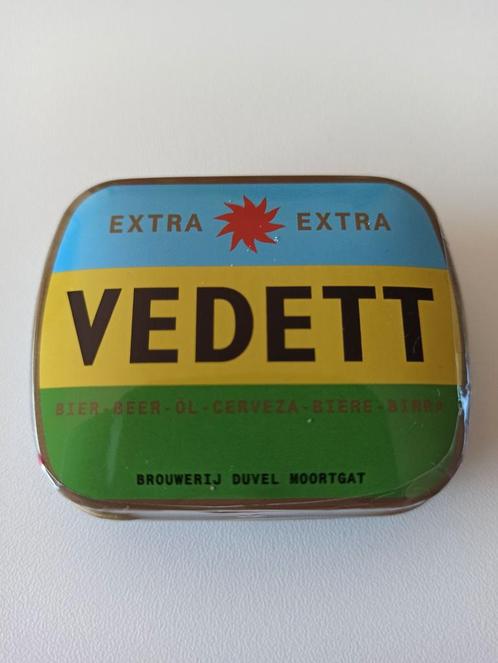 EXTRA EXTRA
VEDETT
BIER-BEER-ÖL-CERVEZA-BIERE-BIRRA
BROUWERIJ DUVEL MOORTGAT